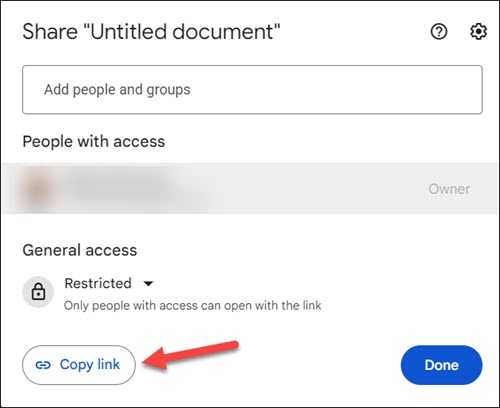 Share "Untitled document"
Add people and groups
People with access
Owner
General access
Restricted
Only people with access can open with the link
Copy link
Done